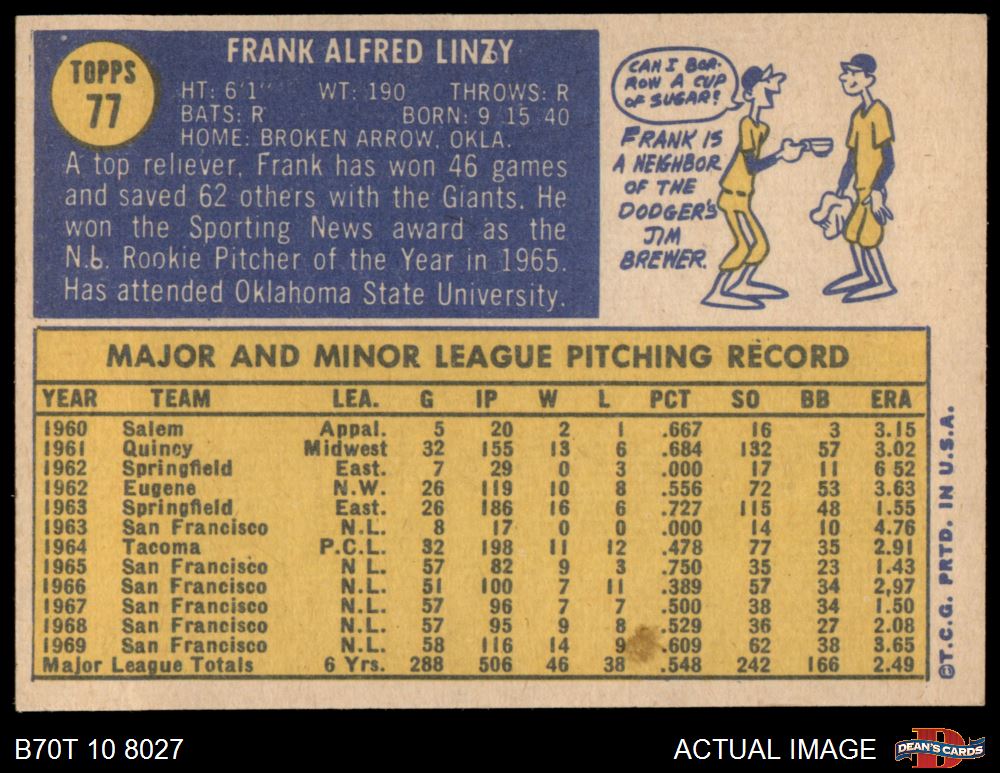 TOPPS
77
FRANK ALFRED LINZY
HT: 6'1" WT: 190 THROWS: R
BATS: R BORN: 9 15 40
HOME: BROKEN ARROW, OKLA.
A top reliever, Frank has won 46 games
and saved 62 others with the Giants. He
won the Sporting News award as the
N.L. Rookie Pitcher of the Year in 1965.
Has attended Oklahoma State University.
CAN I BOR-
ROW A CUP
OF SUGAR?
FRANK IS
A NEIGHBOR
OF THE
DODGER'S
JIM
BREWER.
MAJOR AND MINOR LEAGUE PITCHING RECORD
YEAR TEAM LEA. G IP W L PCT SO BB ERA
1960 Salem Appal. 5 20 2 1 .667 16 3 3.15
1961 Quincy Midwest 32 155 13 6 .684 132 57 3.02
1962 Springfield East. 7 29 0 3 .000 17 11 6 52
1962 Eugene N.W. 26 119 10 8 .556 72 53 3.63
1963 Springfield East. 26 186 16 6 .727 115 48 1.55
1963 San Francisco N.L. 8 17 0 0 .000 14 10 4.76
1964 Tacoma P.C.L. 32 198 11 12 .478 77 35 2.91
1965 San Francisco N L. 57 82 9 3 .750 35 23 1.43
1966 San Francisco N.L. 51 100 7 11 .389 57 34 2,97
1967 San Francisco N.L. 57 96 7 7 .500 38 34 1.50
1968 San Francisco N.L. 57 95 9 8 .529 36 27 2.08
1969 San Francisco N.L. 58 116 14 9 .609 62 38 3.65
Major League Totals 6 Yrs. 288 506 46 38 .548 242 166 2.49
©T.C.G. PRTD. IN U.S.A.
B70T 10 8027
ACTUAL IMAGE
D
DEAN'S CARDS